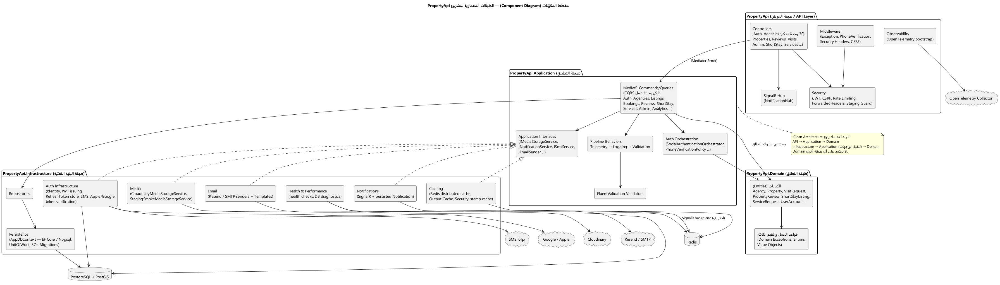 مخطط المكوّنات (Component Diagram) — الطبقات المعمارية لمشروع PropertyApi
PropertyApi (طبقة العرض / API Layer)
Controllers
(30 وحدة تحكم: Auth, Agencies,
Properties, Reviews, Visits,
Admin, ShortStay, Services ...)
Middleware
(Exception, PhoneVerification,
Security Headers, CSRF)
Observability
(OpenTelemetry bootstrap)
SignalR Hub
(NotificationHub)
Security
(JWT, CSRF, Rate Limiting,
ForwardedHeaders, Staging Guard)
OpenTelemetry Collector
IMediator.Send()
PropertyApi.Application (طبقة التطبيق)
MediatR Commands/Queries
(CQRS لكل وحدة عمل:
Auth, Agencies, Listings,
Bookings, Reviews, ShortStay,
Services, Admin, Analytics ...)
Application Interfaces
(IMediaStorageService,
INotificationService, ISmsService,
IEmailSender ...)
Pipeline Behaviors
Telemetry → Logging → Validation
Auth Orchestration
(SocialAuthenticationOrchestrator,
PhoneVerificationPolicy ...)
FluentValidation Validators
يستدعي سلوك النطاق
اتجاه الاعتماد يتبع Clean Architecture:
API → Application → Domain
Infrastructure → Application (تنفيذ الواجهات) → Domain
Domain لا يعتمد على أي طبقة أخرى.
PropertyApi.Infrastructure (طبقة البنية التحتية)
Repositories
Auth Infrastructure
(Identity, JWT issuing,
RefreshToken store, SMS, Apple/Google
token verification)
Media
(CloudinaryMediaStorageService,
StagingSmokeMediaStorageService)
Email
(Resend / SMTP senders + Templates)
Health & Performance
(health checks, DB diagnostics)
Notifications
(SignalR + persisted Notification)
Caching
(Redis distributed cache,
Output Cache, Security-stamp cache)
Persistence
(AppDbContext — EF Core / Npgsql,
UnitOfWork, 37+ Migrations)
PropertyApi.Domain (طبقة النطاق)
الكيانات (Entities)
Agency, Property, VisitRequest,
PropertyReview, ShortStayListing,
ServiceRequest, UserAccount ...
قواعد العمل والقيم الثابتة
(Domain Exceptions, Enums,
Value Objects)
SignalR backplane (اختياري)
بوابة SMS
Google / Apple
Cloudinary
Resend / SMTP
Redis
PostgreSQL + PostGIS